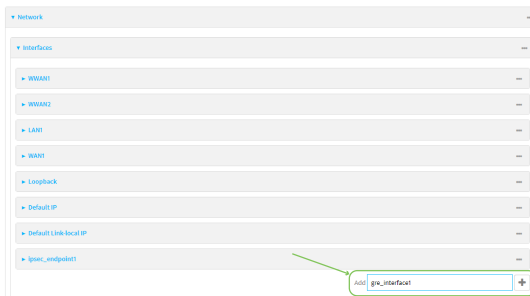 Network
Interfaces
WWAN1
WWAN2
LAN1
WAN1
Loopback
Default IP
Default Link-local IP
ipsec_endpoint1
Add gre_interface1